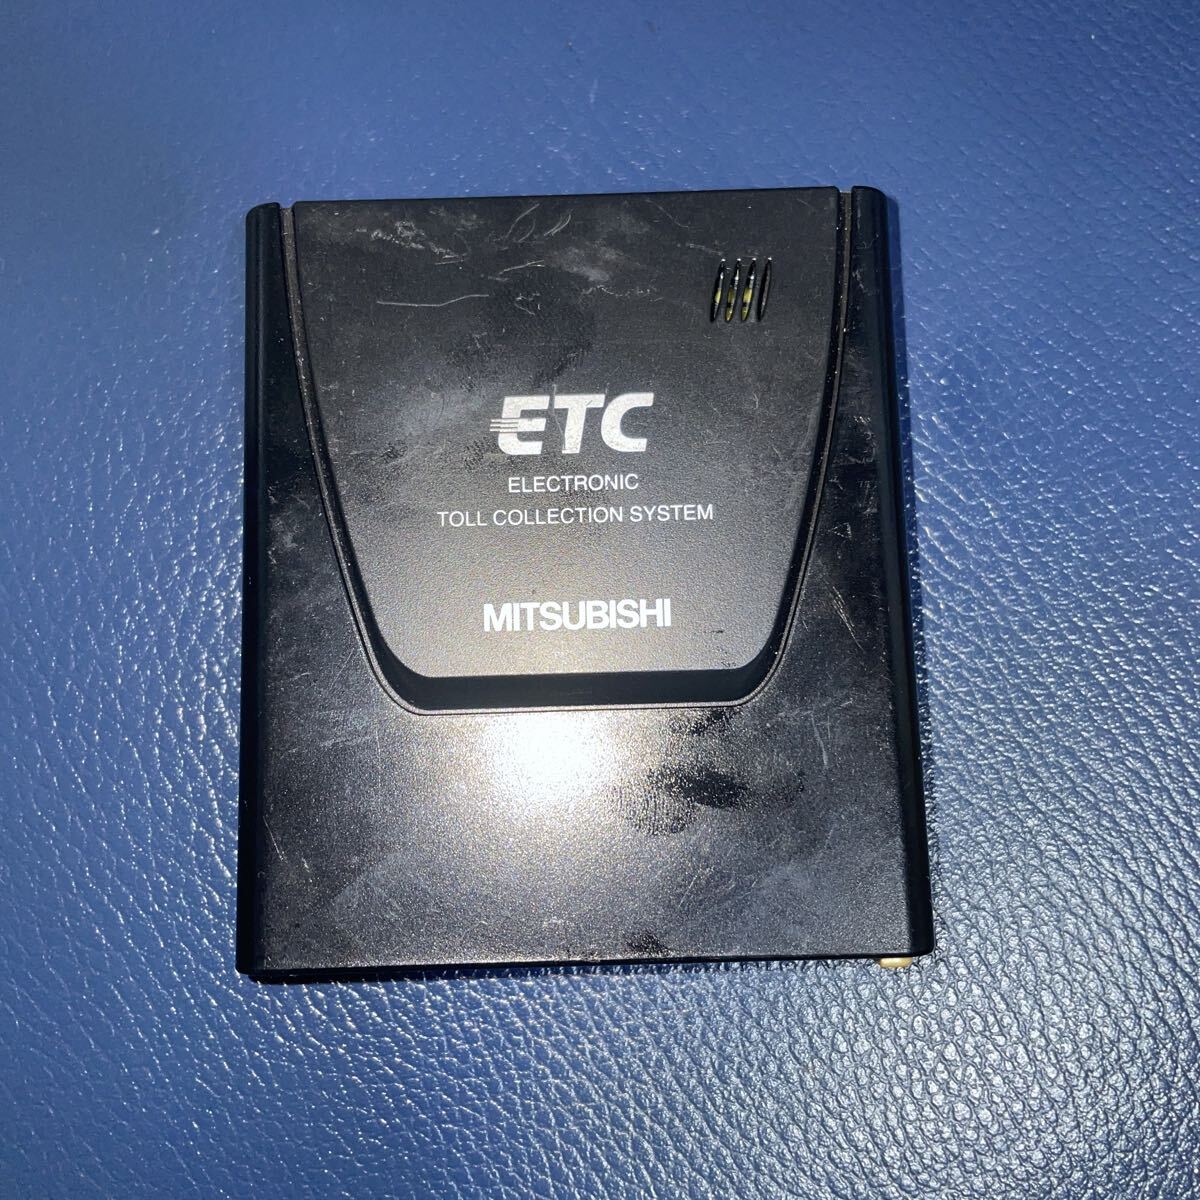 ETC
ELECTRONIC
TOLL COLLECTION SYSTEM
MITSUBISHI